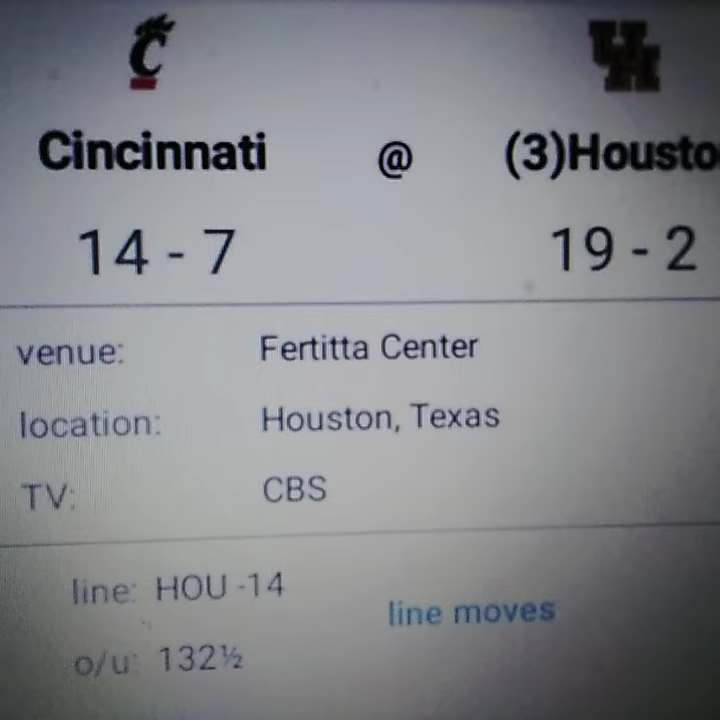 C UH
Cincinnati @ (3)Housto
14 - 7 19 - 2
venue: Fertitta Center
location: Houston, Texas
TV: CBS
line: HOU -14
line moves
o/u: 132½